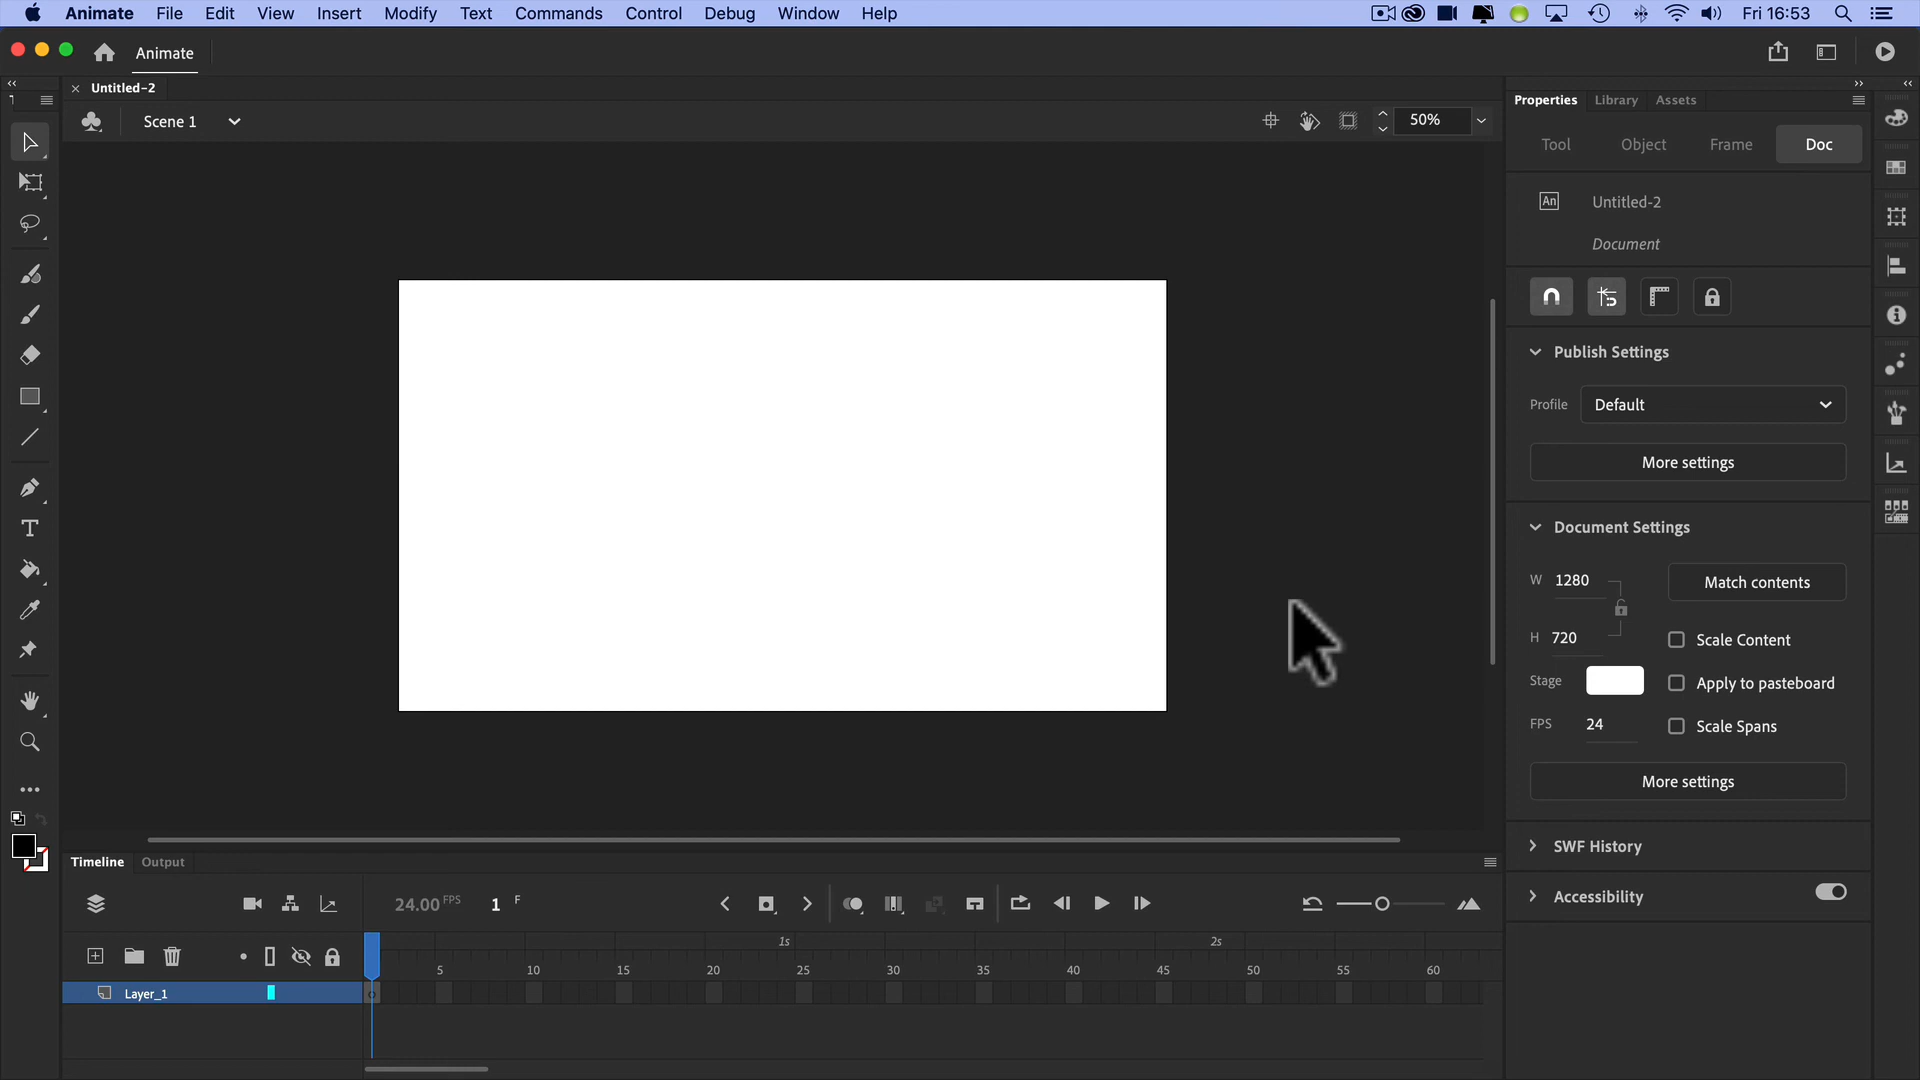 Animate File Edit View Insert Modify Text Commands Control Debug Window Help Fri 16:53
Animate
Untitled-2
Scene 1 50%
Properties Library Assets
Tool Object Frame Doc
An Untitled-2
Document
Publish Settings
Profile Default
More settings
Document Settings
W 1280 Match contents
H 720 Scale Content
Stage Apply to pasteboard
FPS 24 Scale Spans
More settings
SWF History
Accessibility
Timeline Output
24.00 FPS 1 F
1s 2s
5 10 15 20 25 30 35 40 45 50 55 60
Layer_1